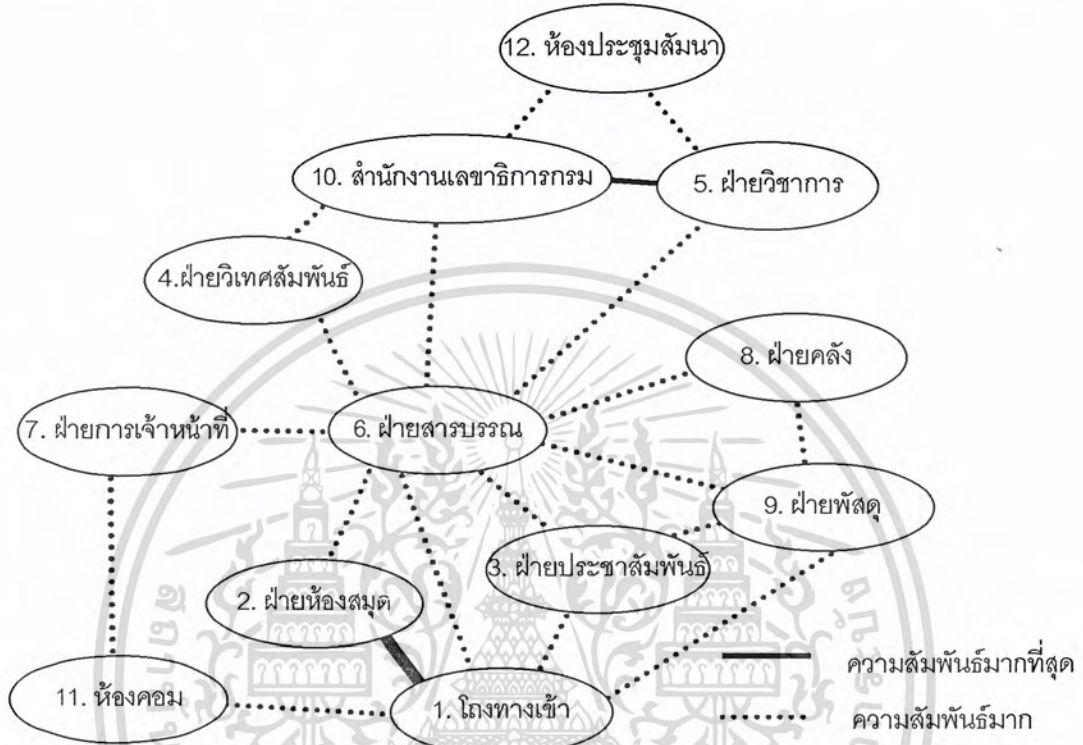 12. ห้องประชุมสัมนา
10. สำนักงานเลขาธิการกรม
5. ฝ่ายวิชาการ
4.ฝ่ายวิเทศสัมพันธ์
8. ฝ่ายคลัง
7. ฝ่ายการเจ้าหน้าที่
6. ฝ่ายสารบรรณ
9. ฝ่ายพัสดุ
3. ฝ่ายประชาสัมพันธ์
2. ฝ่ายห้องสมุด
ความสัมพันธ์มากที่สุด
11. ห้องคอม
1. โถงทางเข้า
ความสัมพันธ์มาก